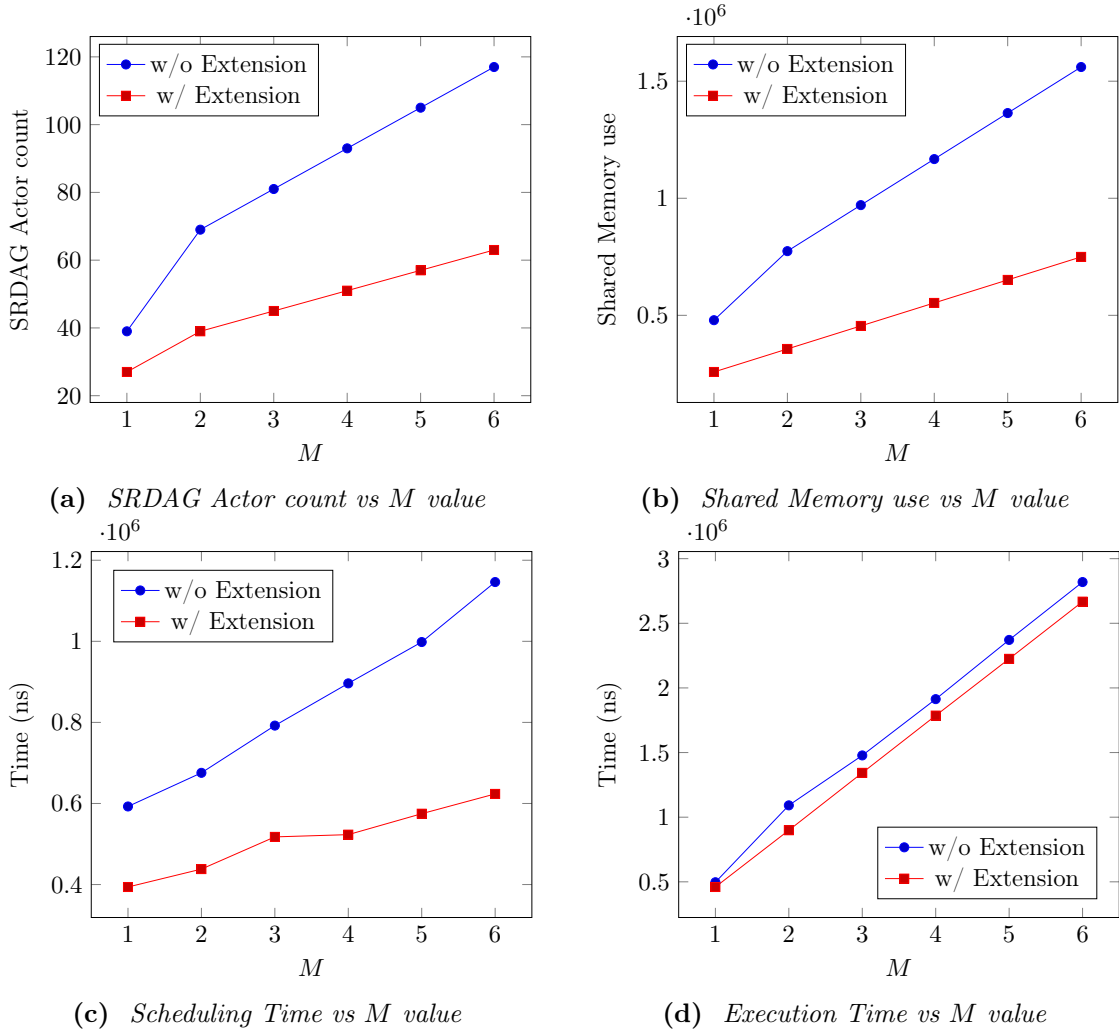 120
100
80
60
40
20
SRDAG Actor count
w/o Extension
w/ Extension
1 2 3 4 5 6
M
(a) SRDAG Actor count vs M value
·10^6
1.5
1
0.5
Shared Memory use
w/o Extension
w/ Extension
1 2 3 4 5 6
M
(b) Shared Memory use vs M value
·10^6
1.2
1
0.8
0.6
0.4
Time (ns)
w/o Extension
w/ Extension
1 2 3 4 5 6
M
(c) Scheduling Time vs M value
·10^6
3
2.5
2
1.5
1
0.5
Time (ns)
w/o Extension
w/ Extension
1 2 3 4 5 6
M
(d) Execution Time vs M value